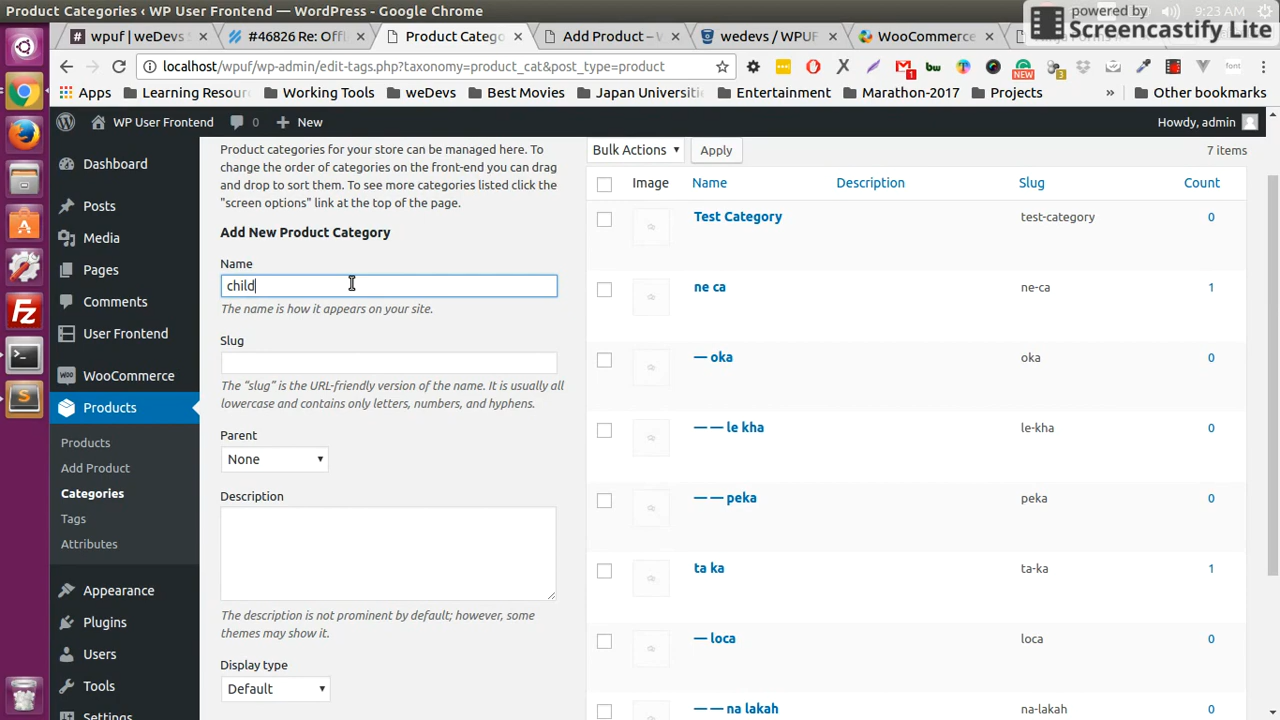 Product Categories ‹ WP User Frontend — WordPress - Google Chrome
9:23 AM
powered by
Screencastify Lite
wpuf | weDevs
#46826 Re: Off
Product Catego
Add Product –
wedevs / WPUF
WooCommerce
localhost/wpuf/wp-admin/edit-tags.php?taxonomy=product_cat&post_type=product
Apps
Learning Resourc
Working Tools
weDevs
Best Movies
Japan Universiti
Entertainment
Marathon-2017
Projects
»
Other bookmarks
WP User Frontend
0
New
Howdy, admin
Dashboard
Posts
Media
Pages
Comments
User Frontend
WooCommerce
Products
Products
Add Product
Categories
Tags
Attributes
Appearance
Plugins
Users
Tools
Settings
Product categories for your store can be managed here. To
change the order of categories on the front-end you can drag
and drop to sort them. To see more categories listed click the
"screen options" link at the top of the page.
Add New Product Category
Name
child
The name is how it appears on your site.
Slug
The “slug” is the URL-friendly version of the name. It is usually all
lowercase and contains only letters, numbers, and hyphens.
Parent
None
Description
The description is not prominent by default; however, some
themes may show it.
Display type
Default
Bulk Actions
Apply
7 items
Image Name Description Slug Count
Test Category test-category 0
ne ca ne-ca 1
— oka oka 0
— — le kha le-kha 0
— — peka peka 0
ta ka ta-ka 1
— loca loca 0
— — na lakah na-lakah 0